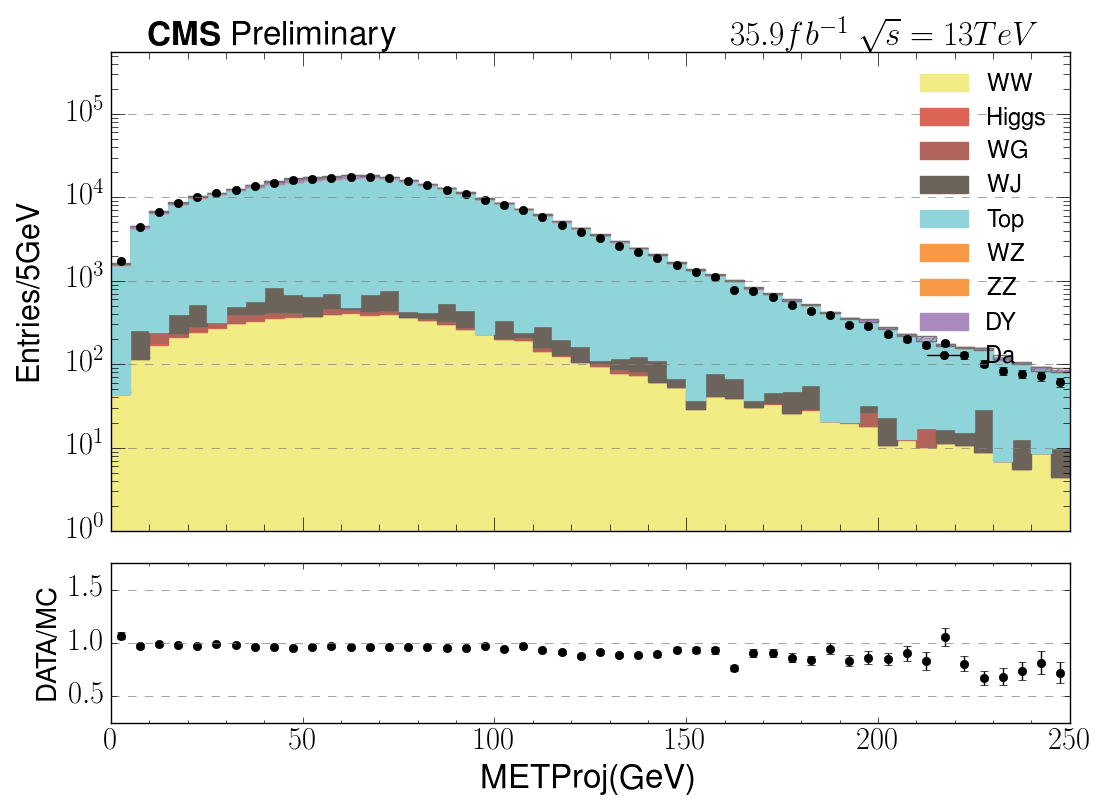 CMS Preliminary
35.9fb⁻¹ √s = 13TeV
Entries/5GeV
10⁵
10⁴
10³
10²
10¹
10⁰
WW
Higgs
WG
WJ
Top
WZ
ZZ
DY
Da
DATA/MC
1.5
1.0
0.5
0 50 100 150 200 250
METProj(GeV)